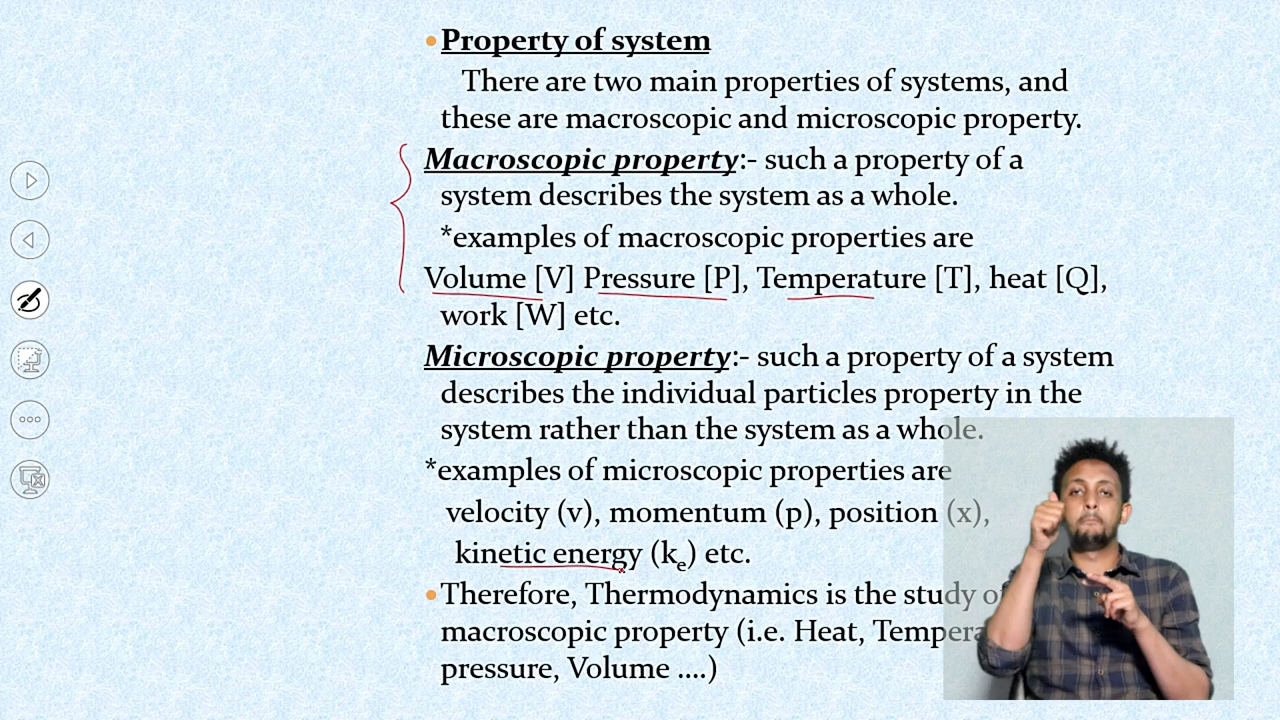 Property of system
There are two main properties of systems, and
these are macroscopic and microscopic property.
Macroscopic property:- such a property of a
system describes the system as a whole.
*examples of macroscopic properties are
Volume [V] Pressure [P], Temperature [T], heat [Q],
work [W] etc.
Microscopic property:- such a property of a system
describes the individual particles property in the
system rather than the system as a whole.
*examples of microscopic properties are
velocity (v), momentum (p), position (x),
kinetic energy (kₑ) etc.
Therefore, Thermodynamics is the study of
macroscopic property (i.e. Heat,
pressure, Volume ....)